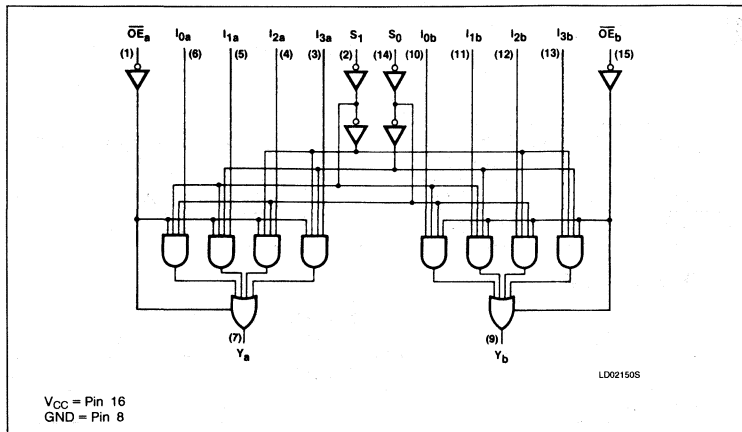 OEa I0a I1a I2a I3a S1 S0 I0b I1b I2b I3b OEb
(1) (6) (5) (4) (3) (2) (14) (10) (11) (12) (13) (15)
(7) (9)
Ya Yb
LD02150S
VCC = Pin 16
GND = Pin 8